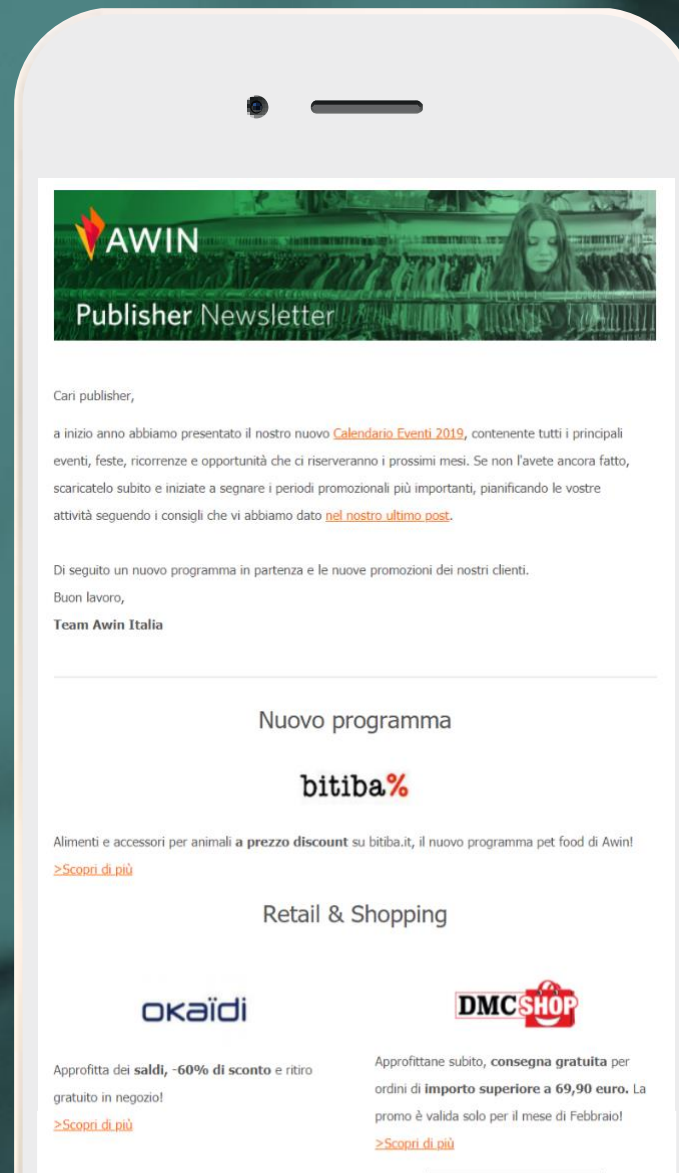 AWIN
Publisher Newsletter
Cari publisher,
a inizio anno abbiamo presentato il nostro nuovo Calendario Eventi 2019, contenente tutti i principali
eventi, feste, ricorrenze e opportunità che ci riserveranno i prossimi mesi. Se non l'avete ancora fatto,
scaricatelo subito e iniziate a segnare i periodi promozionali più importanti, pianificando le vostre
attività seguendo i consigli che vi abbiamo dato nel nostro ultimo post.
Di seguito un nuovo programma in partenza e le nuove promozioni dei nostri clienti.
Buon lavoro,
Team Awin Italia
Nuovo programma
bitiba%
Alimenti e accessori per animali a prezzo discount su bitiba.it, il nuovo programma pet food di Awin!
>Scopri di più
Retail & Shopping
okaïdi
Approfitta dei saldi, -60% di sconto e ritiro
gratuito in negozio!
>Scopri di più
DMCSHOP
Approfittane subito, consegna gratuita per
ordini di importo superiore a 69,90 euro. La
promo è valida solo per il mese di Febbraio!
>Scopri di più